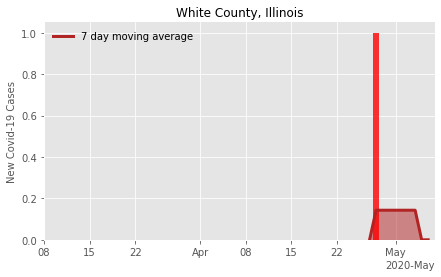 White County, Illinois
7 day moving average
New Covid-19 Cases
1.0
0.8
0.6
0.4
0.2
0.0
08
15
22
Apr
08
15
22
May
2020-May